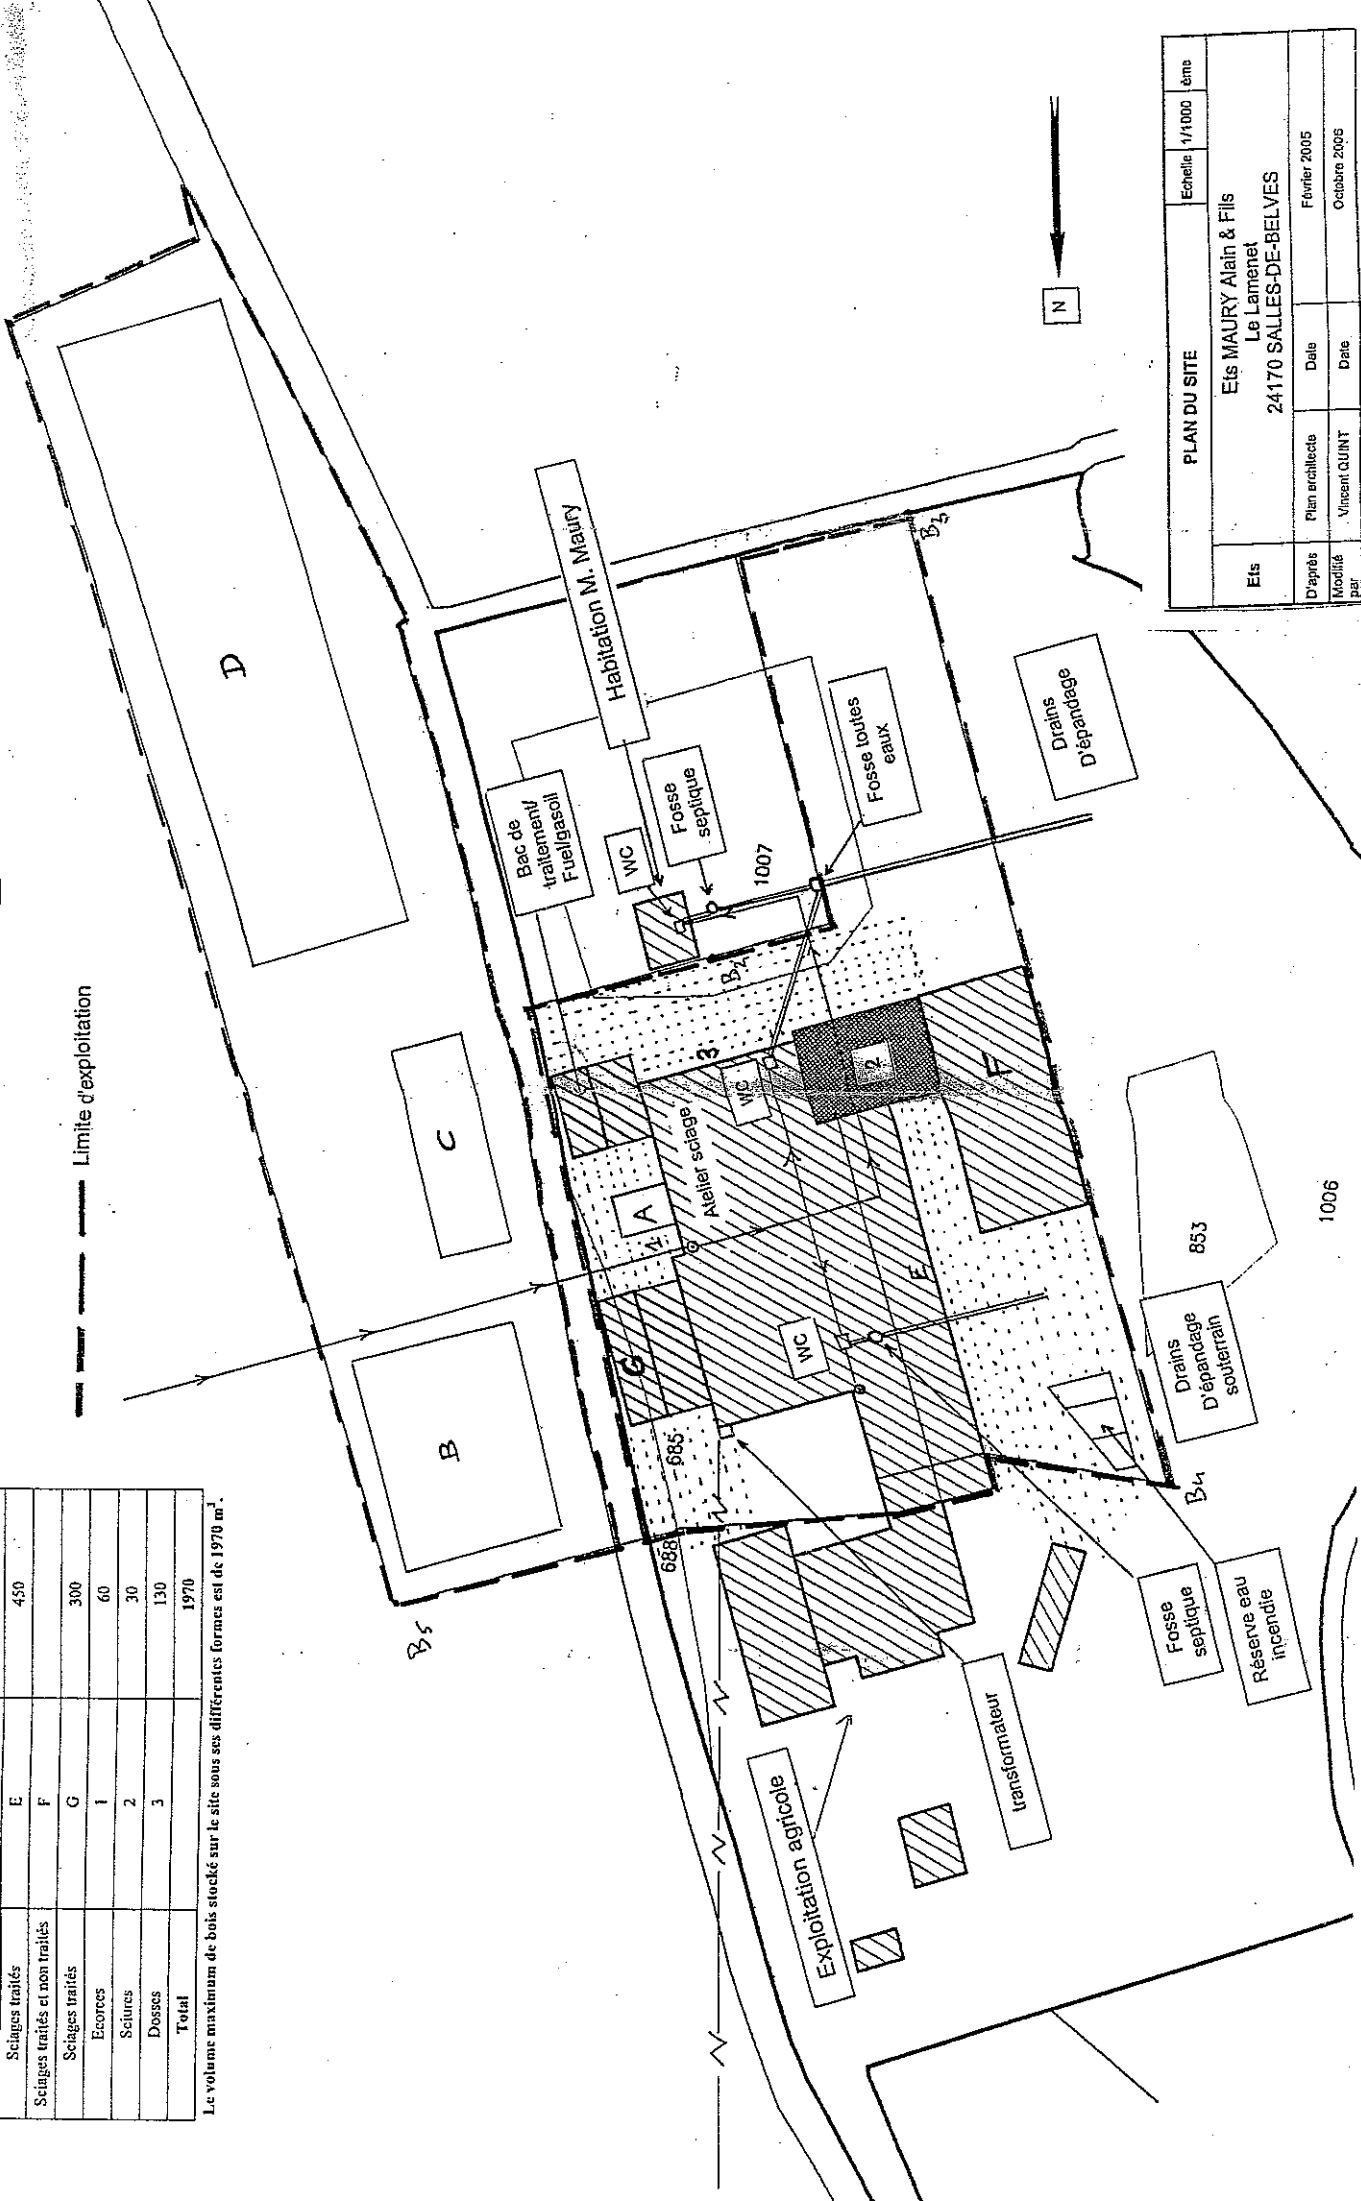 Sciages traités E 450
Sciages traités et non traités F
Sciages traités G 300
Ecorces 1 60
Sciures 2 30
Dosses 3 130
Total 1970
Le volume maximum de bois stocké sur le site sous ses différentes formes est de 1970 m³.
Limite d'exploitation
B5
B
C
D
688
685
G
A
1
Atelier sciage
3
WC
2
E
F
WC
B2
Bac de
traitement/
Fuel/gasoil
WC
Habitation M. Maury
Fosse
septique
1007
Fosse toutes
eaux
B3
Drains
D'épandage
Exploitation agricole
transformateur
Fosse
septique
Réserve eau
incendie
B4
Drains
D'épandage
souterrain
853
1006
N
PLAN DU SITE Echelle 1/1000 ème
Ets Ets MAURY Alain & Fils
Le Lamenet
24170 SALLES-DE-BELVES
D'après Plan architecte Date Février 2005
Modifié
par Vincent QUINT Date Octobre 2006